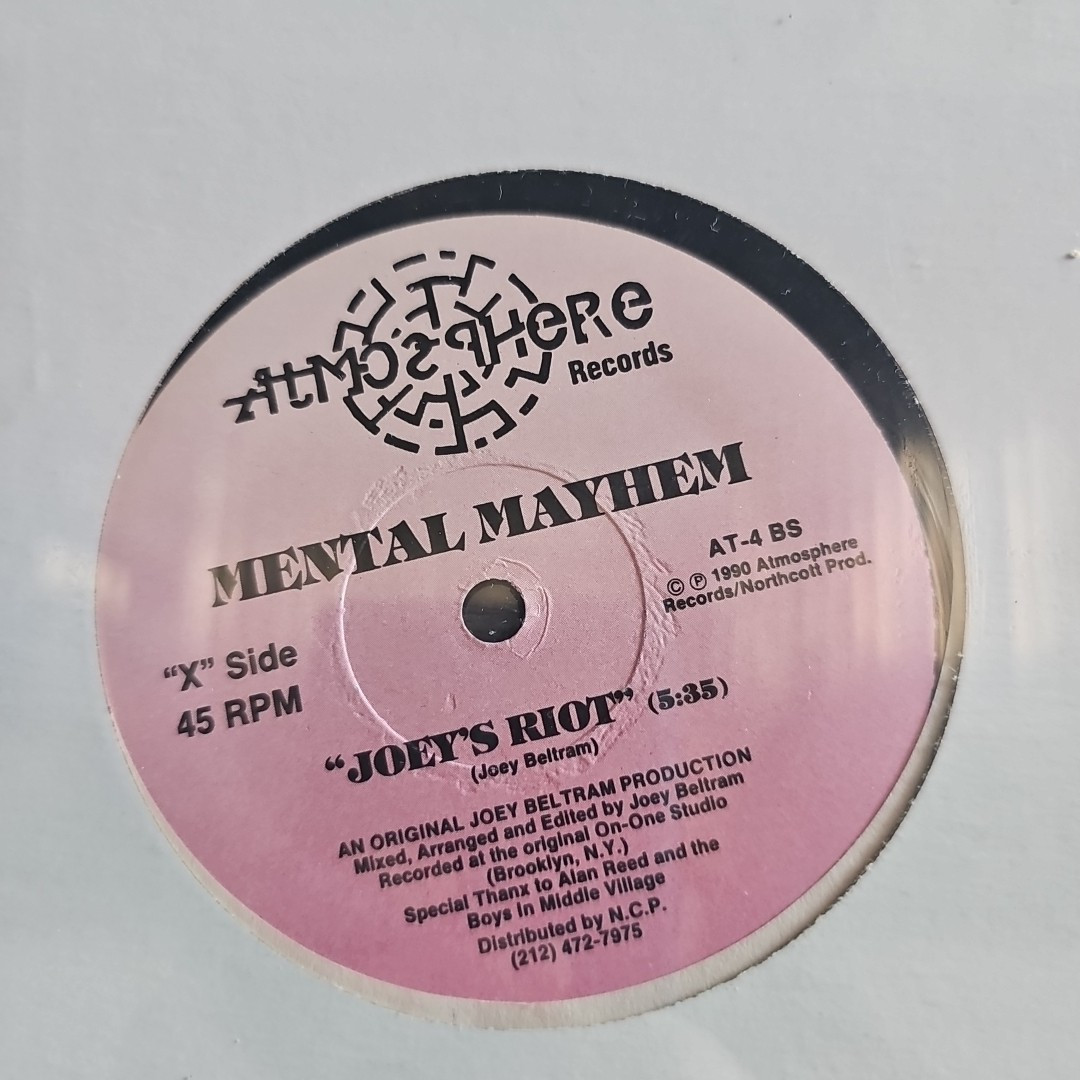 AtMOSPHeRe
Records
MENTAL MAYHEM
AT-4 BS
© ℗ 1990 Atmosphere
Records/Northcott Prod.
“X” Side
45 RPM
“JOEY’S RIOT” (5:35)
(Joey Beltram)
AN ORIGINAL JOEY BELTRAM PRODUCTION
Mixed, Arranged and Edited by Joey Beltram
Recorded at the original On-One Studio
(Brooklyn, N.Y.)
Special Thanx to Alan Reed and the
Boys In Middle Village
Distributed by N.C.P.
(212) 472-7975